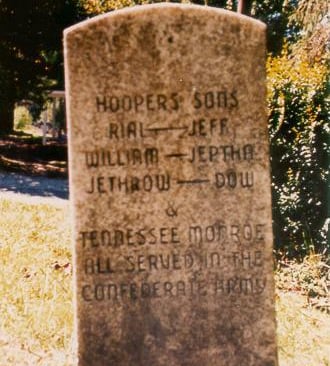 HOOPERS' SONS
RIAL — JEFF
WILLIAM — JEPTHA
JETHROW — DOW
&
TENNESSEE MONROE
ALL SERVED IN THE
CONFEDERATE ARMY